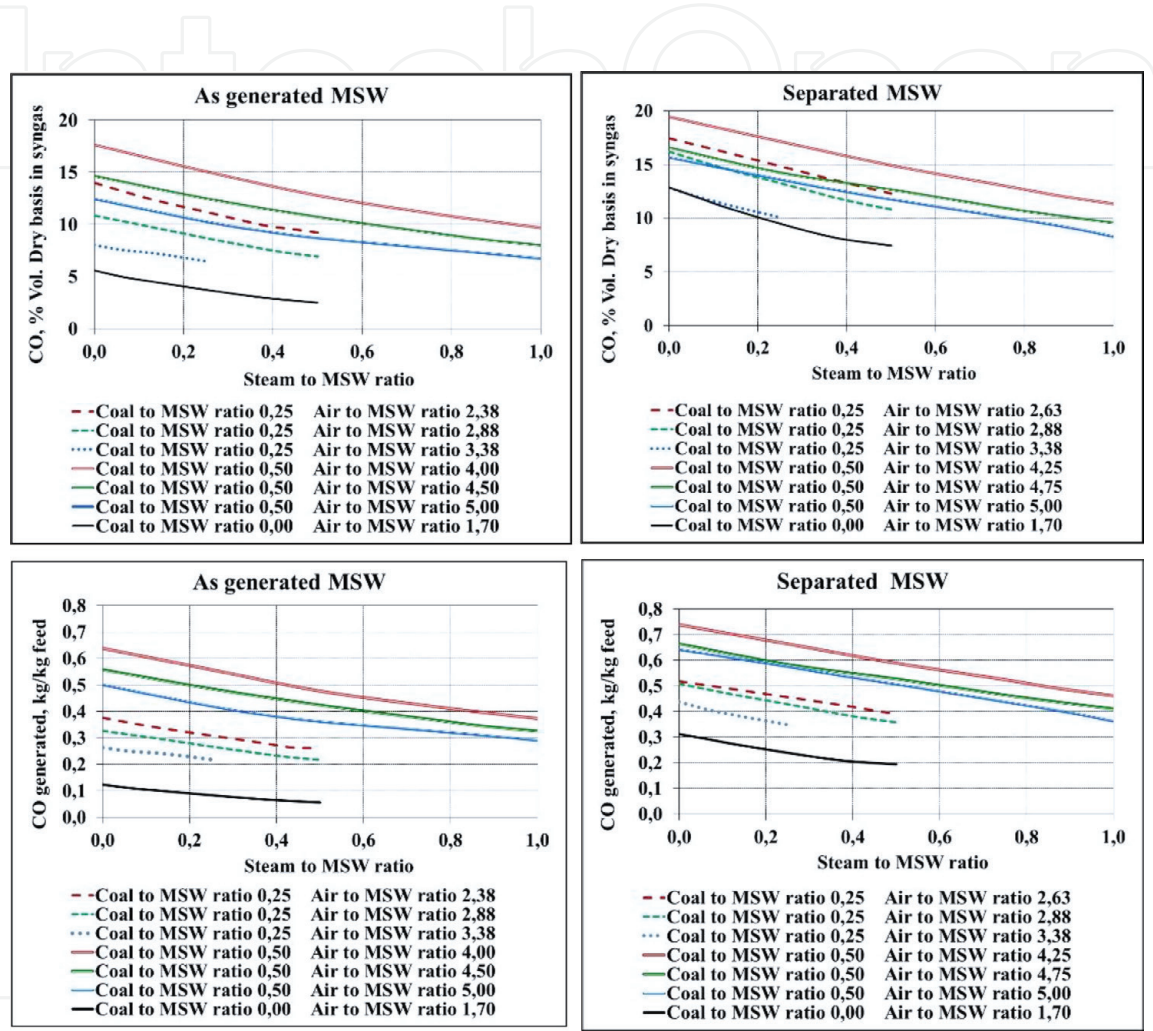 IntechOpen
As generated MSW
CO, % Vol. Dry basis in syngas
20
15
10
5
0
0,0 0,2 0,4 0,6 0,8 1,0
Steam to MSW ratio
Coal to MSW ratio 0,25 Air to MSW ratio 2,38
Coal to MSW ratio 0,25 Air to MSW ratio 2,88
Coal to MSW ratio 0,25 Air to MSW ratio 3,38
Coal to MSW ratio 0,50 Air to MSW ratio 4,00
Coal to MSW ratio 0,50 Air to MSW ratio 4,50
Coal to MSW ratio 0,50 Air to MSW ratio 5,00
Coal to MSW ratio 0,00 Air to MSW ratio 1,70
Separated MSW
CO, % Vol. Dry basis in syngas
20
15
10
5
0
0,0 0,2 0,4 0,6 0,8 1,0
Steam to MSW ratio
Coal to MSW ratio 0,25 Air to MSW ratio 2,63
Coal to MSW ratio 0,25 Air to MSW ratio 2,88
Coal to MSW ratio 0,25 Air to MSW ratio 3,38
Coal to MSW ratio 0,50 Air to MSW ratio 4,25
Coal to MSW ratio 0,50 Air to MSW ratio 4,75
Coal to MSW ratio 0,50 Air to MSW ratio 5,00
Coal to MSW ratio 0,00 Air to MSW ratio 1,70
As generated MSW
CO generated, kg/kg feed
0,8
0,7
0,6
0,5
0,4
0,3
0,2
0,1
0,0
0,0 0,2 0,4 0,6 0,8 1,0
Steam to MSW ratio
Coal to MSW ratio 0,25 Air to MSW ratio 2,38
Coal to MSW ratio 0,25 Air to MSW ratio 2,88
Coal to MSW ratio 0,25 Air to MSW ratio 3,38
Coal to MSW ratio 0,50 Air to MSW ratio 4,00
Coal to MSW ratio 0,50 Air to MSW ratio 4,50
Coal to MSW ratio 0,50 Air to MSW ratio 5,00
Coal to MSW ratio 0,00 Air to MSW ratio 1,70
Separated MSW
CO generated, kg/kg feed
0,8
0,7
0,6
0,5
0,4
0,3
0,2
0,1
0,0
0,0 0,2 0,4 0,6 0,8 1,0
Steam to MSW ratio
Coal to MSW ratio 0,25 Air to MSW ratio 2,63
Coal to MSW ratio 0,25 Air to MSW ratio 2,88
Coal to MSW ratio 0,25 Air to MSW ratio 3,38
Coal to MSW ratio 0,50 Air to MSW ratio 4,25
Coal to MSW ratio 0,50 Air to MSW ratio 4,75
Coal to MSW ratio 0,50 Air to MSW ratio 5,00
Coal to MSW ratio 0,00 Air to MSW ratio 1,70